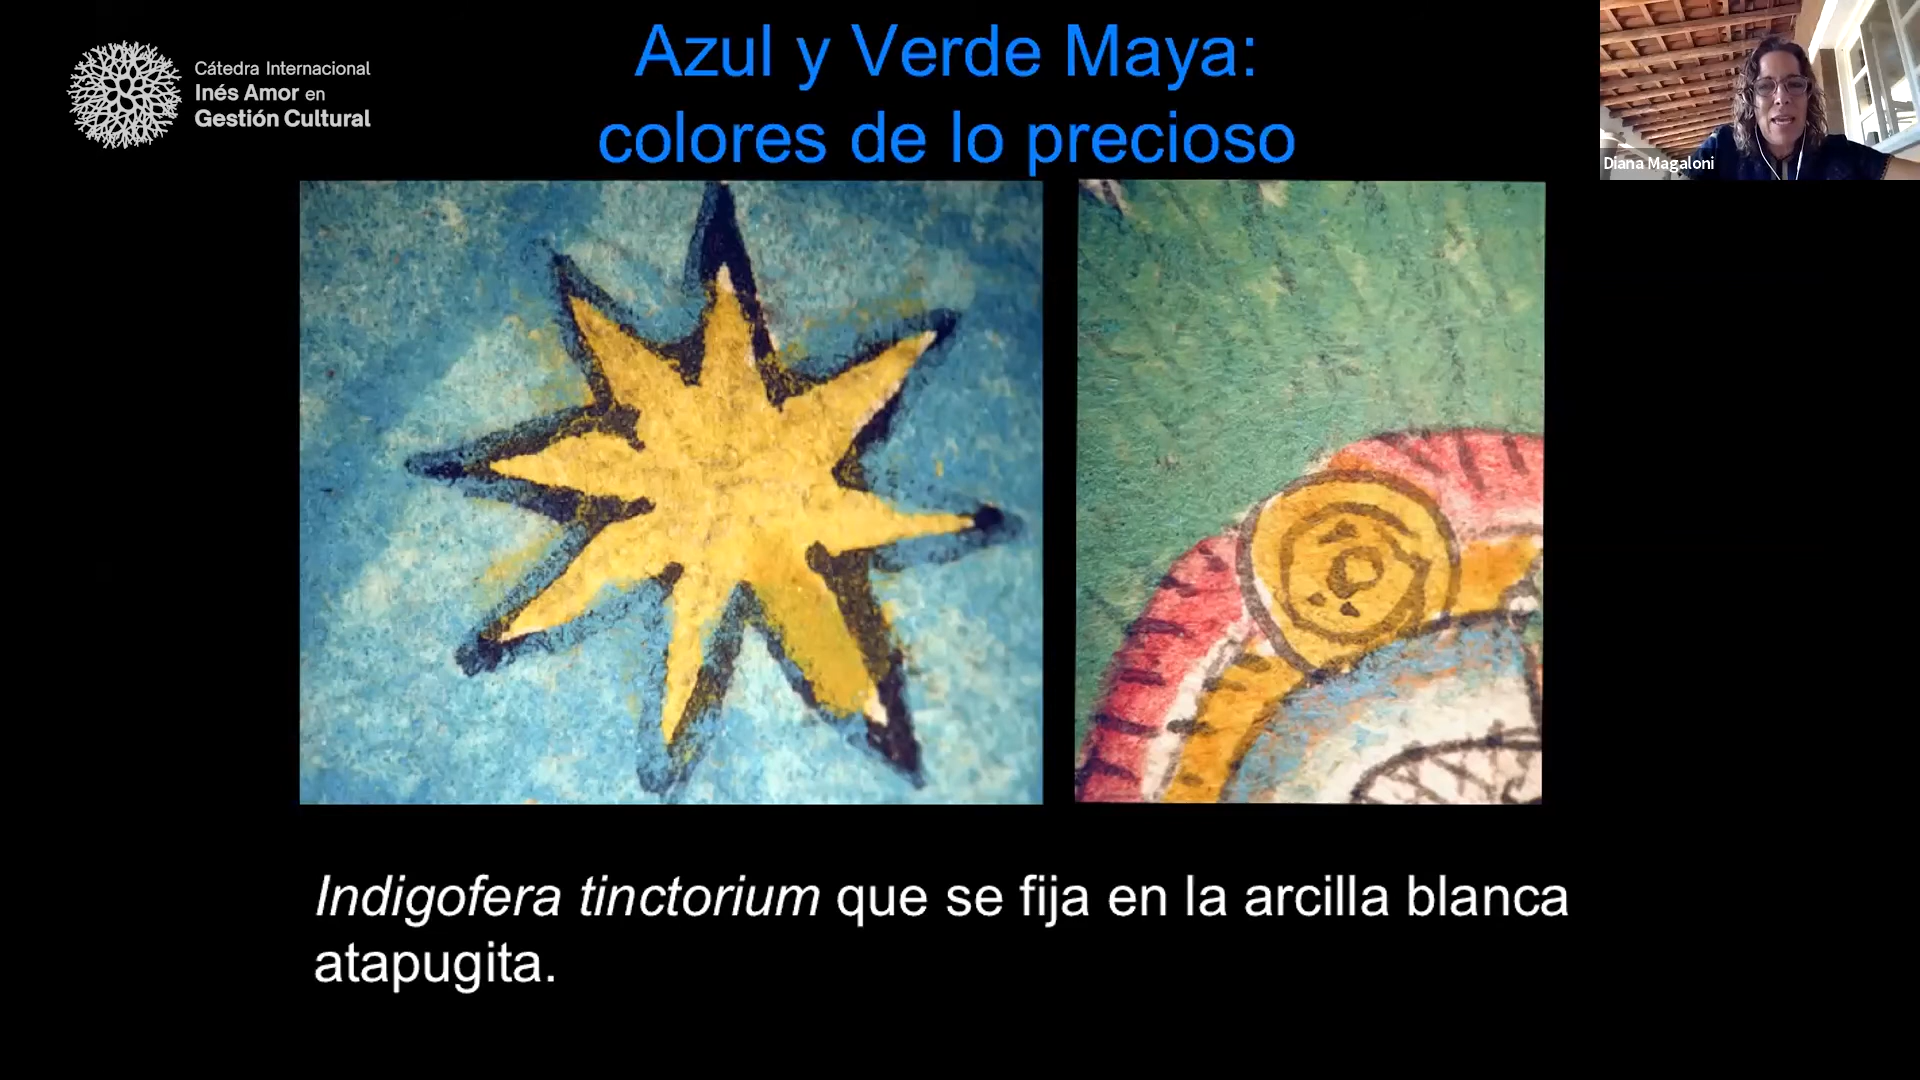 Cátedra Internacional
Inés Amor en
Gestión Cultural
Azul y Verde Maya:
colores de lo precioso
Diana Magaloni
Indigofera tinctorium que se fija en la arcilla blanca
atapugita.